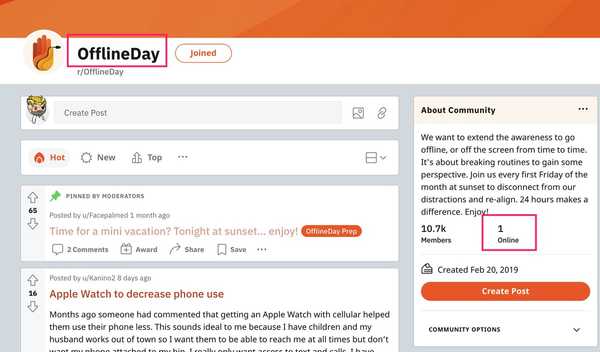 OfflineDay
Joined
r/OfflineDay
Create Post
Hot
New
Top
PINNED BY MODERATORS
65
Posted by u/Facepalmed 1 month ago
Time for a mini vacation? Tonight at sunset... enjoy! OfflineDay Prep
2 Comments
Award
Share
Save
Posted by u/Kanino2 8 days ago
16
Apple Watch to decrease phone use
Months ago someone had commented that getting an Apple Watch with cellular helped
them use their phone less. This sounds ideal to me because I have children and my
husband works out of town so I want them to be able to reach me at all times but don't
want my phone attached to my hip. I really only want access to text and calls. I have
About Community
We want to extend the awareness to go
offline, or off the screen from time to time.
It's about breaking routines to gain some
perspective. Join us every first Friday of the
month at sunset to disconnect from our
distractions and re-align. 24 hours makes a
difference. Enjoy!
10.7k
Members
1
Online
Created Feb 20, 2019
Create Post
COMMUNITY OPTIONS